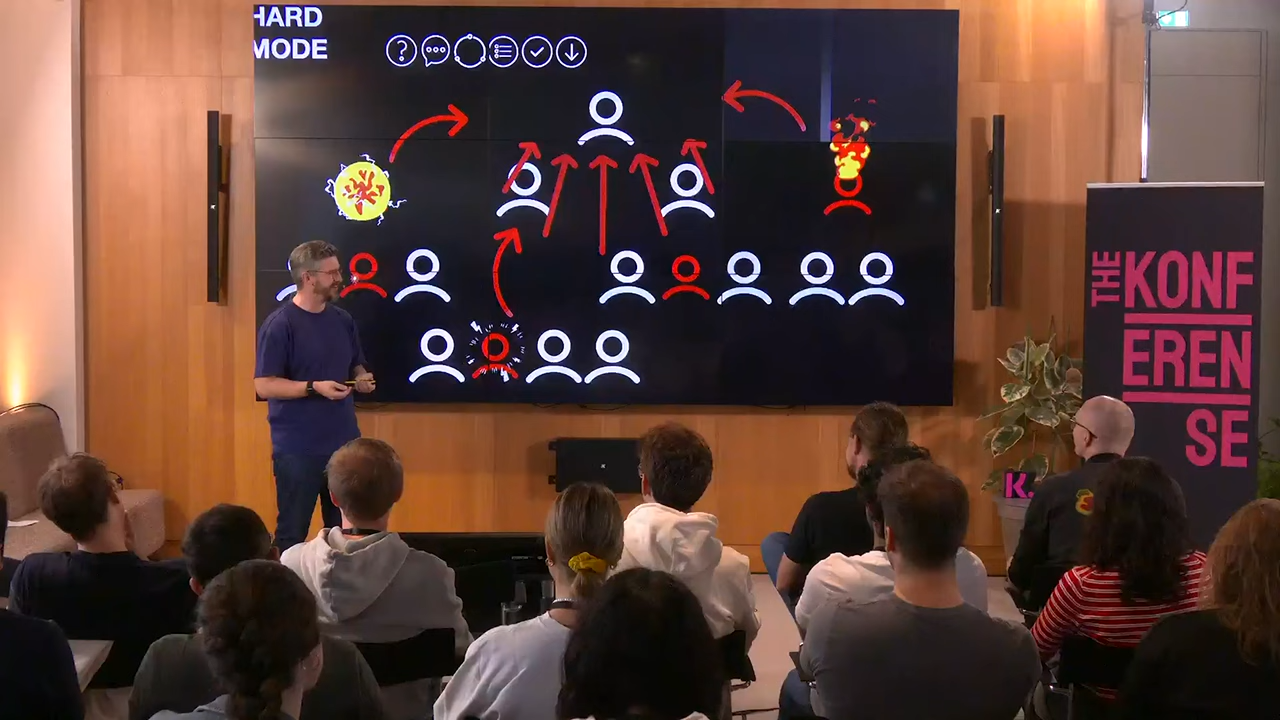 HARD
MODE
THE
KONF
EREN
SE
K.